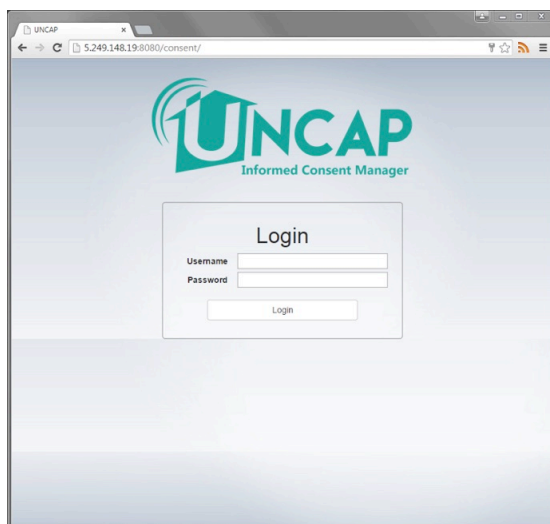 UNCAP
5.249.148.19:8080/consent/
UNCAP
Informed Consent Manager
Login
Username
Password
Login